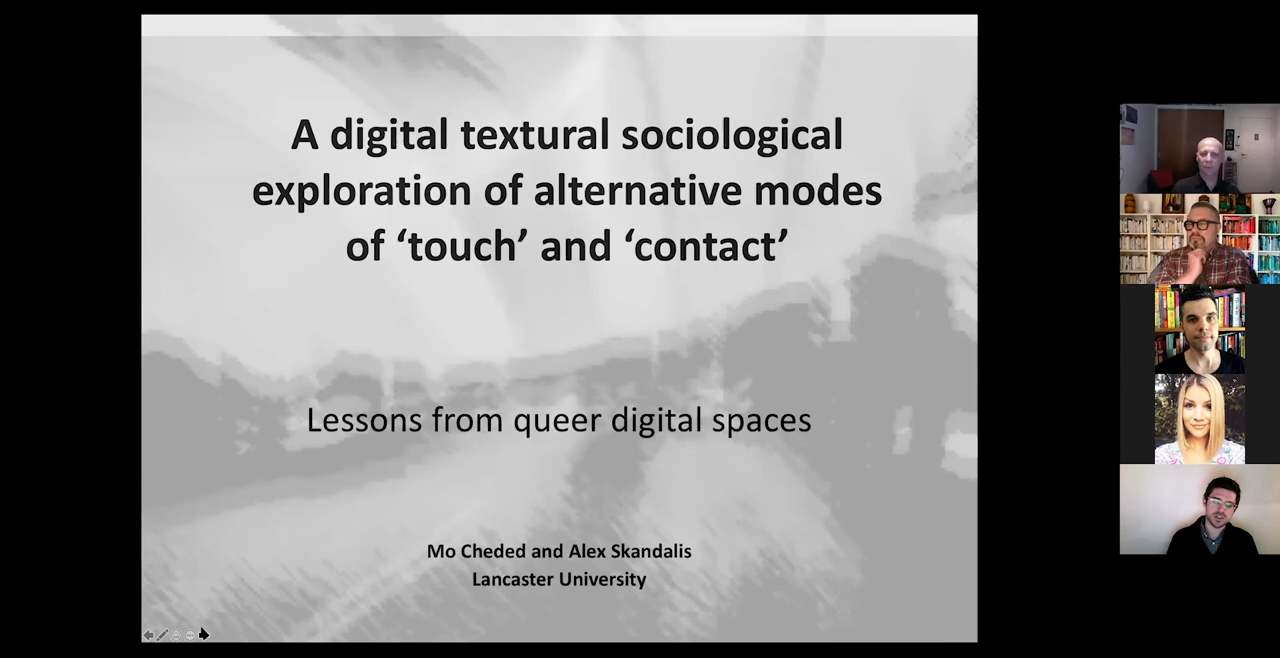 A digital textural sociological
exploration of alternative modes
of ‘touch’ and ‘contact’
Lessons from queer digital spaces
Mo Cheded and Alex Skandalis
Lancaster University